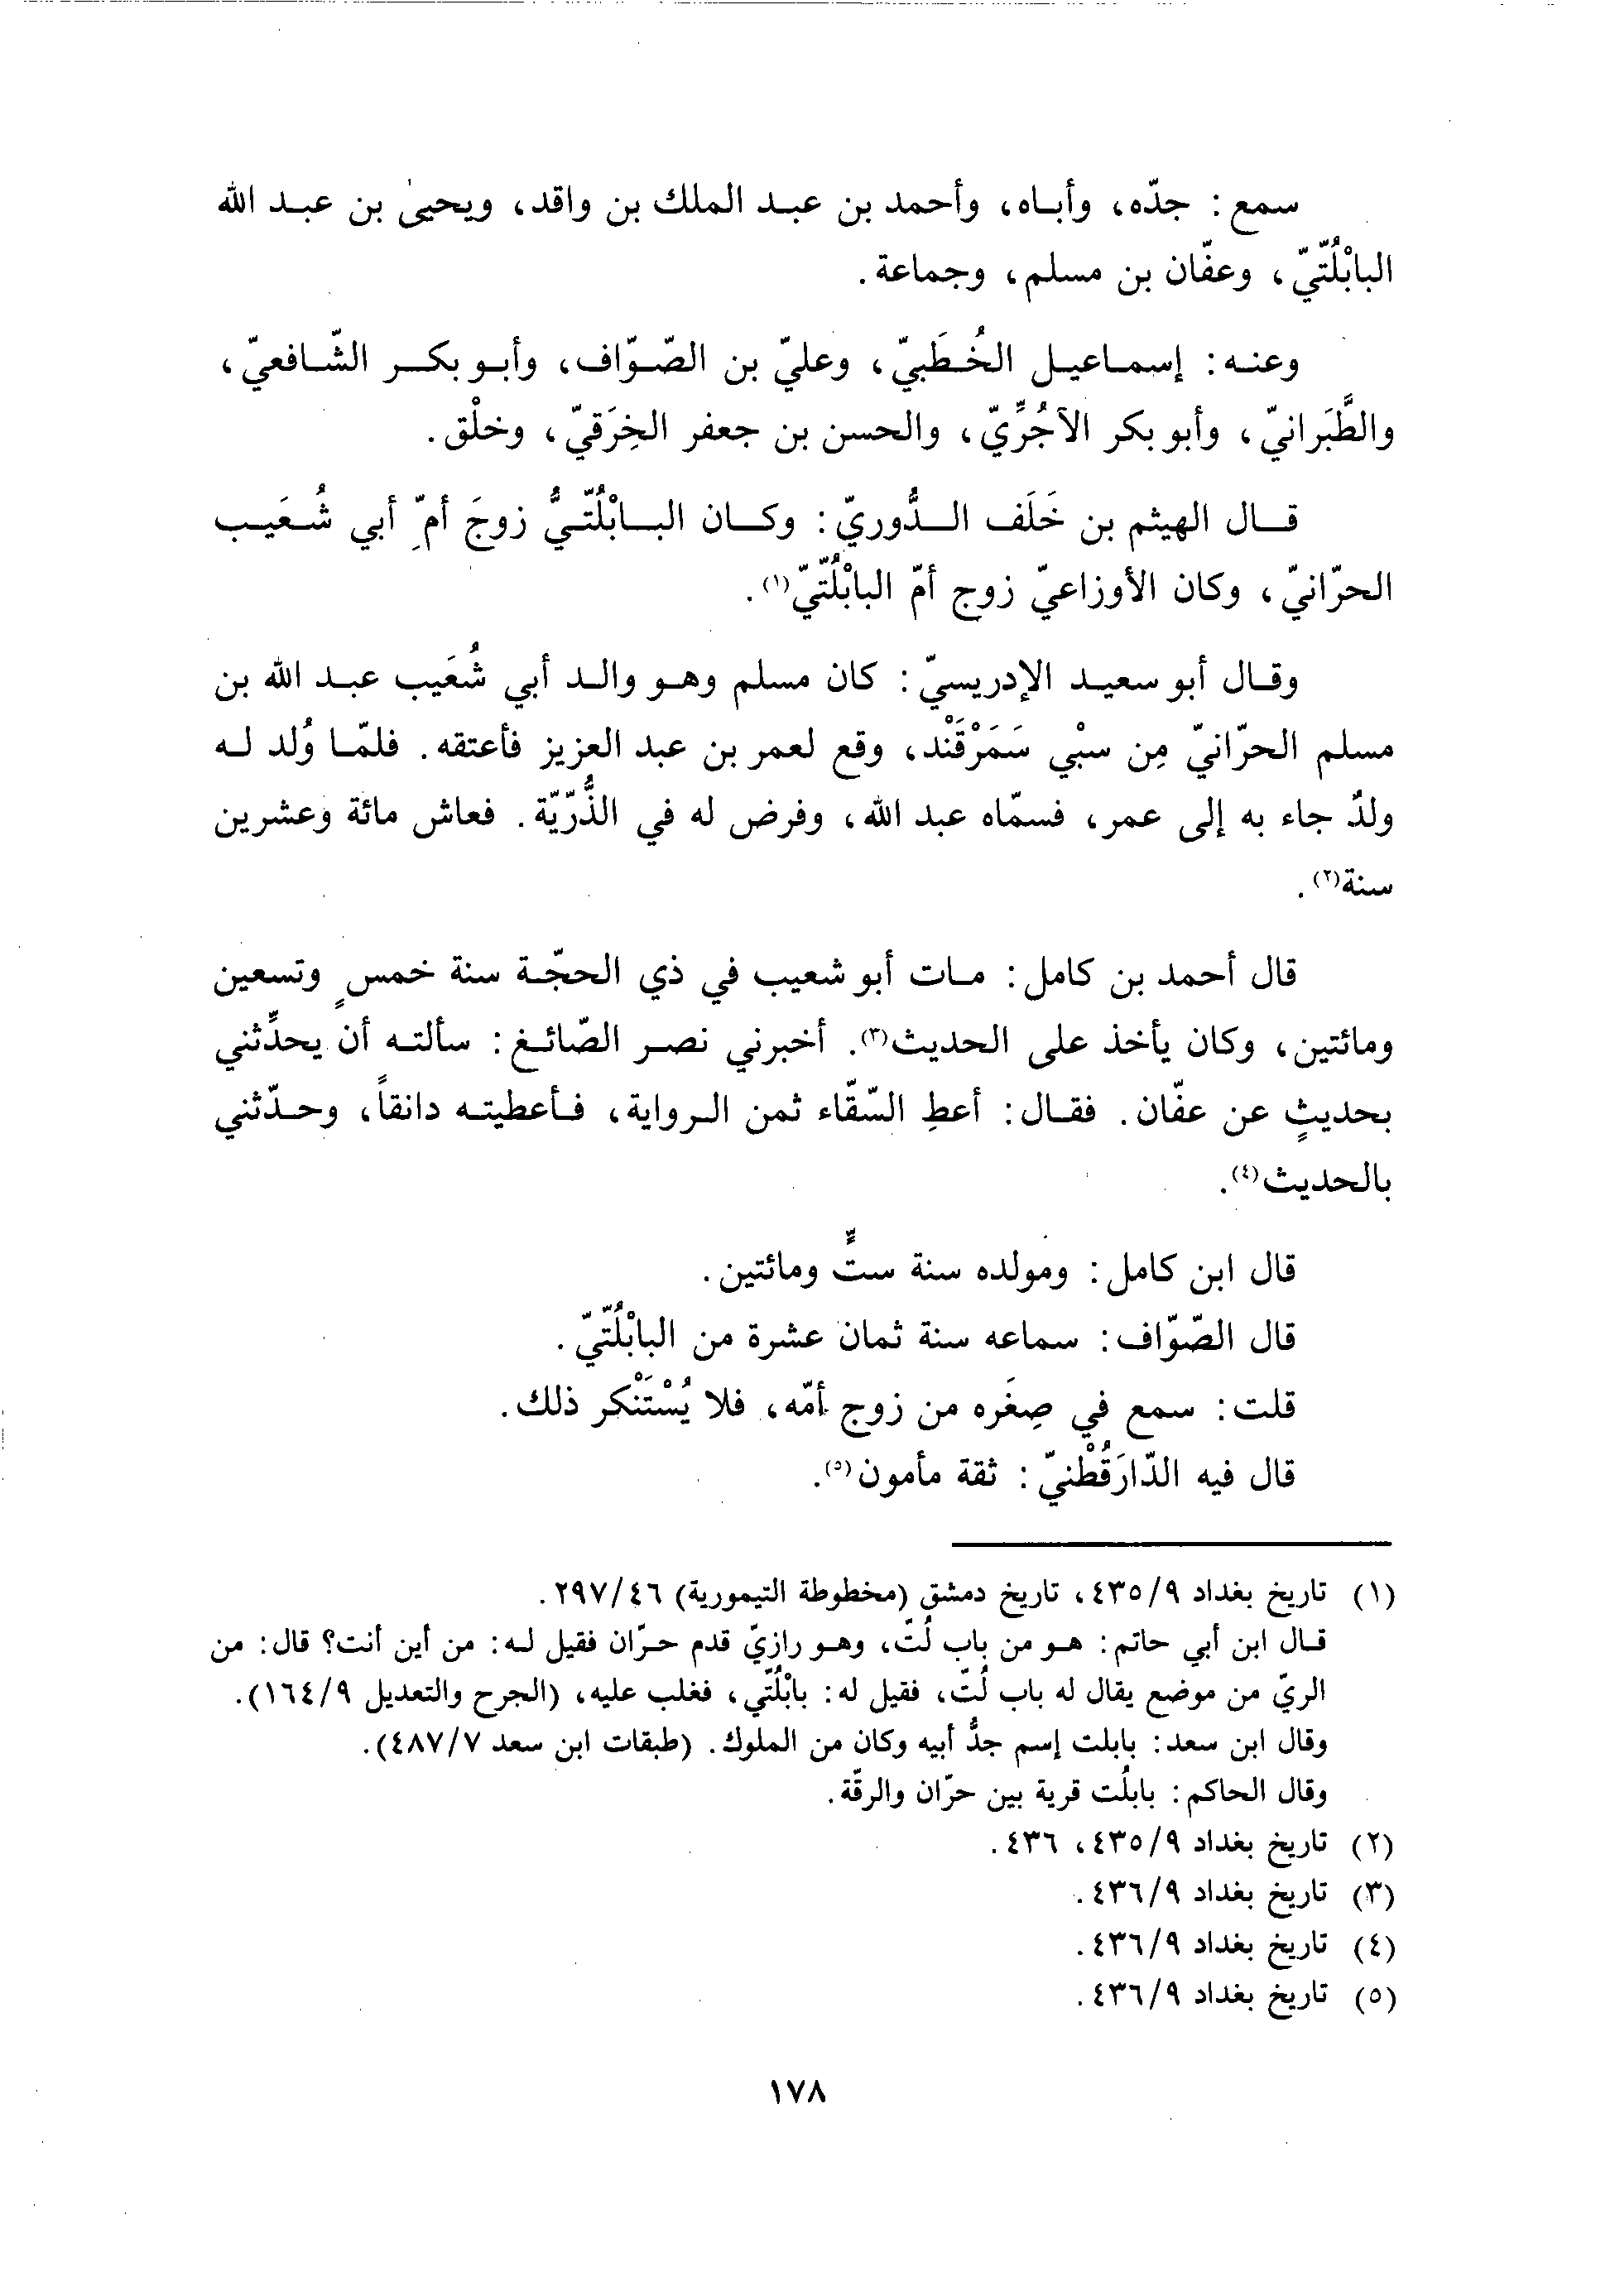 سمع: جدّه، وأباه، وأحمد بن عبد الملك بن واقد، ويحيىٰ بن عبد الله
البابْلُتّيّ، وعفّان بن مسلم، وجماعة.
وعنه: إسماعيل الخُطَبيّ، وعليّ بن الصّوّاف، وأبو بكر الشّافعيّ،
والطَّبَرانيّ، وأبو بكر الآجُرِّيّ، والحسن بن جعفر الخِرَقيّ، وخلْق.
قال الهيثم بن خَلَف الدُّوريّ: وكان البابْلُتّيُّ زوجَ أمّ أبي شُعَيب
الحرّانيّ، وكان الأوزاعيّ زوج أمّ البابْلُتّيّ(١).
وقال أبو سعيد الإدريسيّ: كان مسلم وهو والد أبي شُعَيب عبد الله بن
مسلم الحرّانيّ مِن سبْي سَمَرْقَنْد، وقع لعمر بن عبد العزيز فأعتقه. فلمّا وُلد له
ولدٌ جاء به إلى عمر، فسمّاه عبد الله، وفرض له في الذُّرّيّة. فعاش مائة وعشرين
سنة(٢).
قال أحمد بن كامل: مات أبو شعيب في ذي الحجّة سنة خمسٍ وتسعين
ومائتين، وكان يأخذ على الحديث(٣). أخبرني نصر الصّائغ: سألته أن يحدِّثني
بحديثٍ عن عفّان. فقال: أعطِ السّقّاء ثمن الرواية، فأعطيته دانقاً، وحدّثني
بالحديث(٤).
قال ابن كامل: ومولده سنة ستٍّ ومائتين.
قال الصّوّاف: سماعه سنة ثمان عشرة من البابْلُتّيّ.
قلت: سمع في صِغَره من زوج أمّه، فلا يُسْتَنْكر ذلك.
قال فيه الدّارَقُطْنيّ: ثقة مأمون(٥).
(١) تاريخ بغداد ٤٣٥/٩، تاريخ دمشق (مخطوطة التيمورية) ٢٩٧/٤٦.
قال ابن أبي حاتم: هو من باب لُتّ، وهو رازيّ قدم حرّان فقيل له: من أين أنت؟ قال: من
الريّ من موضع يقال له باب لُتّ، فقيل له: بابْلُتّي، فغلب عليه، (الجرح والتعديل ١٦٤/٩).
وقال ابن سعد: بابلت إسم جدُّ أبيه وكان من الملوك. (طبقات ابن سعد ٤٨٧/٧).
وقال الحاكم: بابلُت قرية بين حرّان والرقّة.
(٢) تاريخ بغداد ٤٣٥/٩، ٤٣٦.
(٣) تاريخ بغداد ٤٣٦/٩.
(٤) تاريخ بغداد ٤٣٦/٩.
(٥) تاريخ بغداد ٤٣٦/٩.
١٧٨